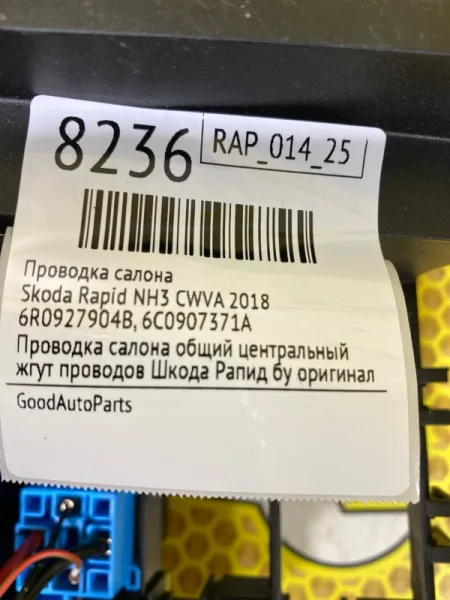 8236
RAP_014_25
Проводка салона
Skoda Rapid NH3 CWVA 2018
6R0927904B, 6C0907371A
Проводка салона общий центральный
жгут проводов Шкода Рапид бу оригинал
GoodAutoParts